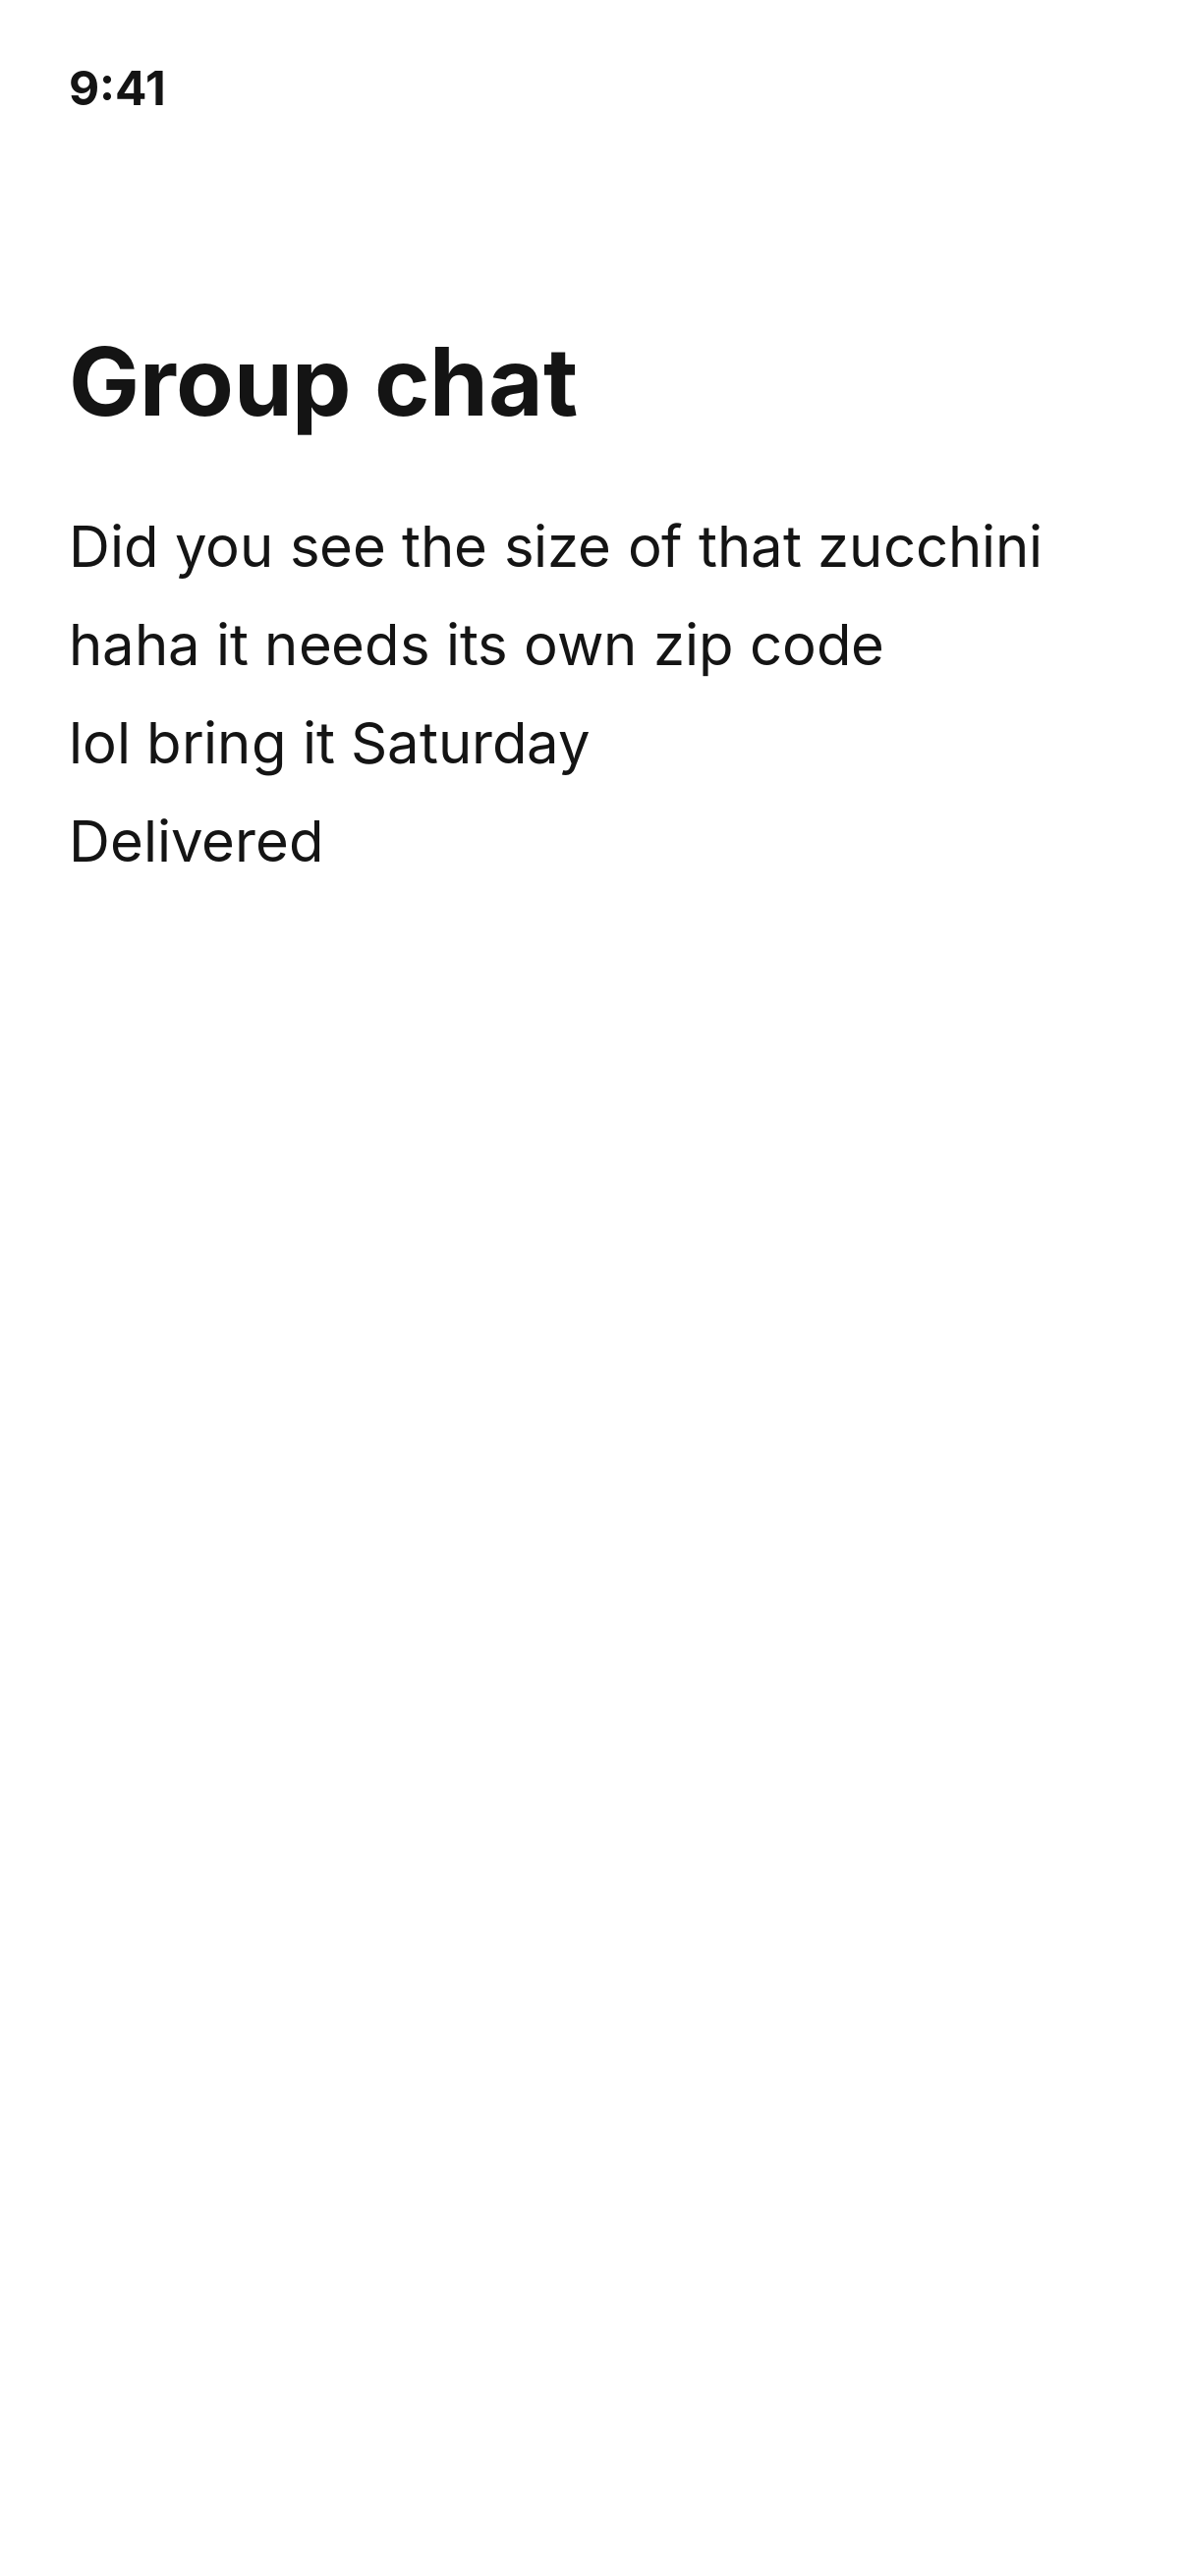 9:41
Group chat
Did you see the size of that zucchini
haha it needs its own zip code
lol bring it Saturday
Delivered